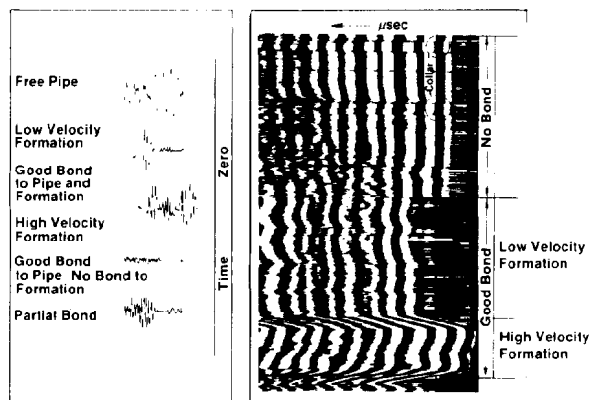 Free Pipe
Low Velocity
Formation
Good Bond
to Pipe and
Formation
High Velocity
Formation
Good Bond
to Pipe No Bond to
Formation
Partial Bond
Time Zero
μsec
Collar
No Bond
Good Bond
Low Velocity
Formation
High Velocity
Formation